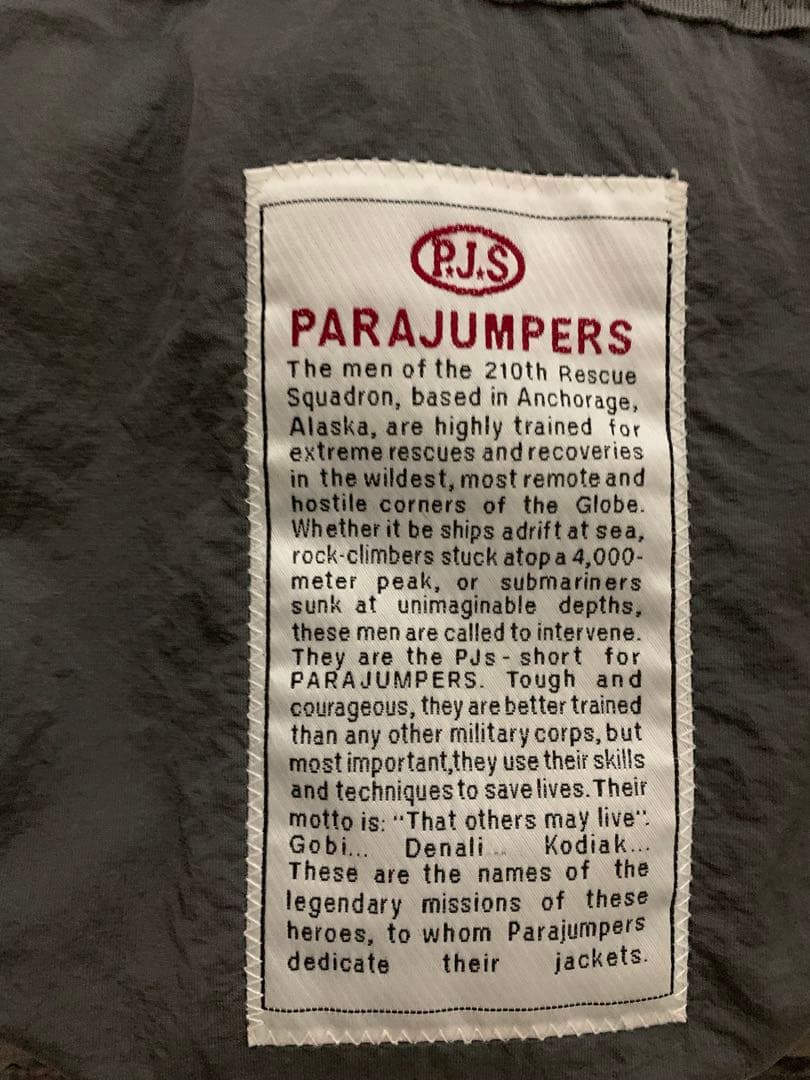 P.J.S
PARAJUMPERS
The men of the 210th Rescue
Squadron, based in Anchorage,
Alaska, are highly trained for
extreme rescues and recoveries
in the wildest, most remote and
hostile corners of the Globe.
Whether it be ships adrift at sea,
rock-climbers stuck atop a 4,000-
meter peak, or submariners
sunk at unimaginable depths,
these men are called to intervene.
They are the PJs - short for
PARAJUMPERS. Tough and
courageous, they are better trained
than any other military corps, but
most important,they use their skills
and techniques to save lives. Their
motto is: "That others may live".
Gobi... Denali ... Kodiak...
These are the names of the
legendary missions of these
heroes, to whom Parajumpers
dedicate their jackets.